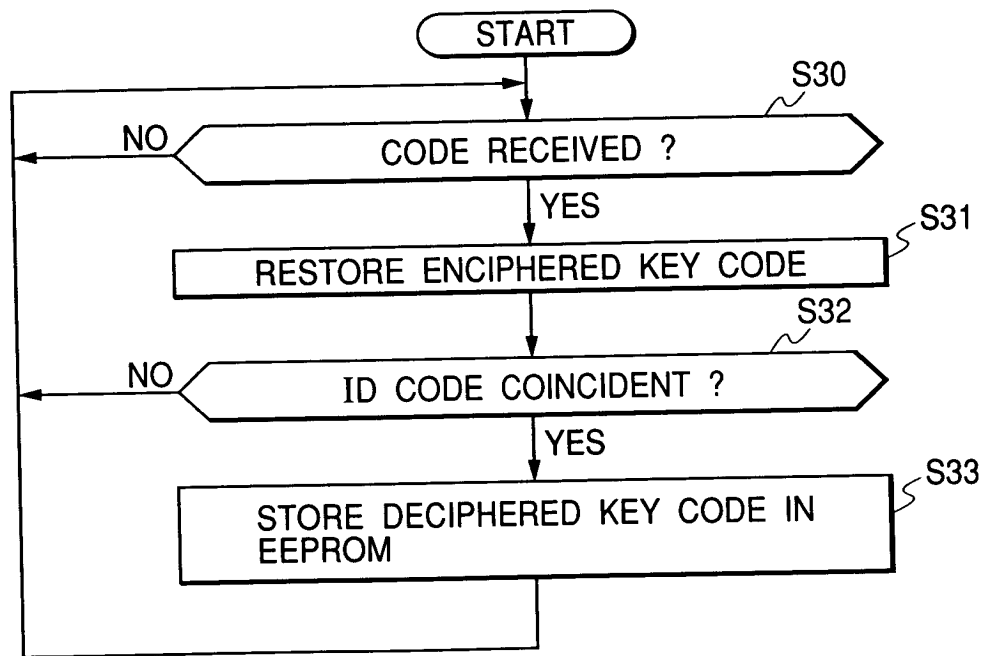 START
S30
NO
CODE RECEIVED ?
YES
S31
RESTORE ENCIPHERED KEY CODE
S32
NO
ID CODE COINCIDENT ?
YES
S33
STORE DECIPHERED KEY CODE IN
EEPROM